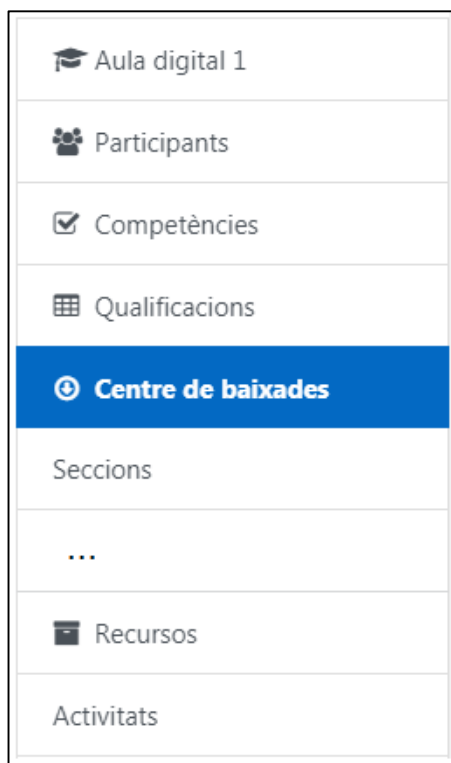 Aula digital 1
Participants
Competències
Qualificacions
Centre de baixades
Seccions
...
Recursos
Activitats